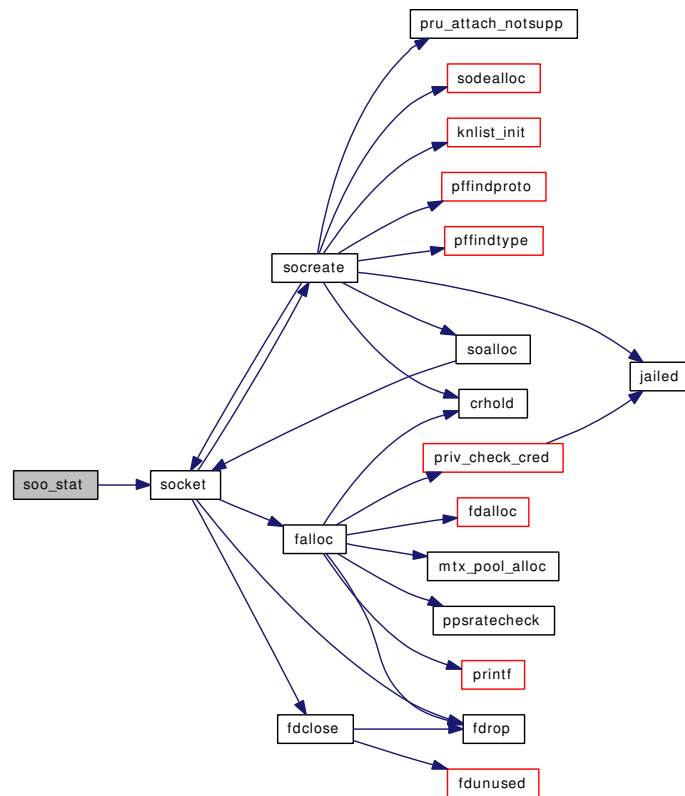 pru_attach_notsupp
sodealloc
knlist_init
pffindproto
pffindtype
socreate
soalloc
jailed
crhold
priv_check_cred
soo_stat
socket
fdalloc
falloc
mtx_pool_alloc
ppsratecheck
printf
fdclose
fdrop
fdunused